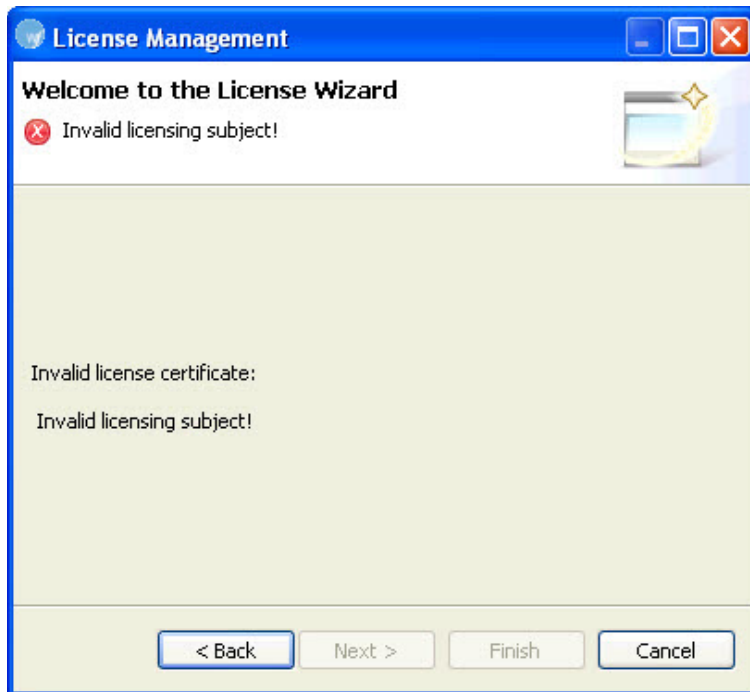 License Management
Welcome to the License Wizard
Invalid licensing subject!
Invalid license certificate:
Invalid licensing subject!
< Back Next > Finish Cancel